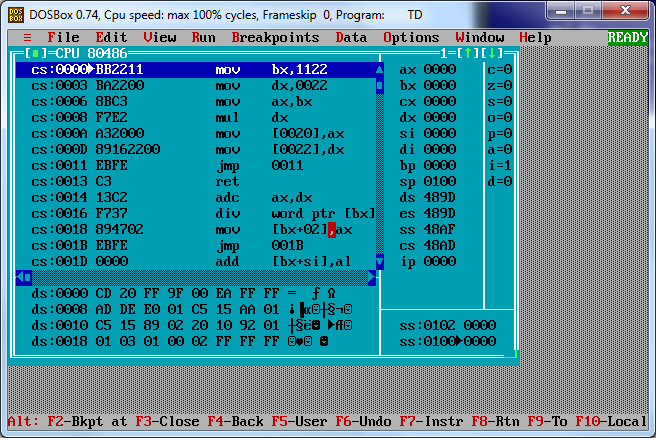 DOSBox 0.74, Cpu speed: max 100% cycles, Frameskip 0, Program: TD
≡ File Edit View Run Breakpoints Data Options Window Help READY
[■]=CPU 80486 1=[↑][↓]
cs:0000►BB2211 mov bx,1122 ax 0000 c=0
cs:0003 BA2200 mov dx,0022 bx 0000 z=0
cs:0006 8BC3 mov ax,bx cx 0000 s=0
cs:0008 F7E2 mul dx dx 0000 o=0
cs:000A A32000 mov [0020],ax si 0000 p=0
cs:000D 89162200 mov [0022],dx di 0000 a=0
cs:0011 EBFE jmp 0011 bp 0000 i=1
cs:0013 C3 ret sp 0100 d=0
cs:0014 13C2 adc ax,dx ds 489D
cs:0016 F737 div word ptr [bx] es 489D
cs:0018 894702 mov [bx+02],ax ss 48AF
cs:001B EBFE jmp 001B cs 48AD
cs:001D 0000 add [bx+si],al ip 0000
ds:0000 CD 20 FF 9F 00 EA FF FF = ƒ Ω
ds:0008 AD DE E0 01 C5 15 AA 01 ¡▐α☺┼§¬☺
ds:0010 C5 15 89 02 20 10 92 01 ┼§ë☻ ►Æ☺ ss:0102 0000
ds:0018 01 03 01 00 02 FF FF FF ☺♥☺ ☻ ss:0100►0000
Alt: F2-Bkpt at F3-Close F4-Back F5-User F6-Undo F7-Instr F8-Rtn F9-To F10-Local